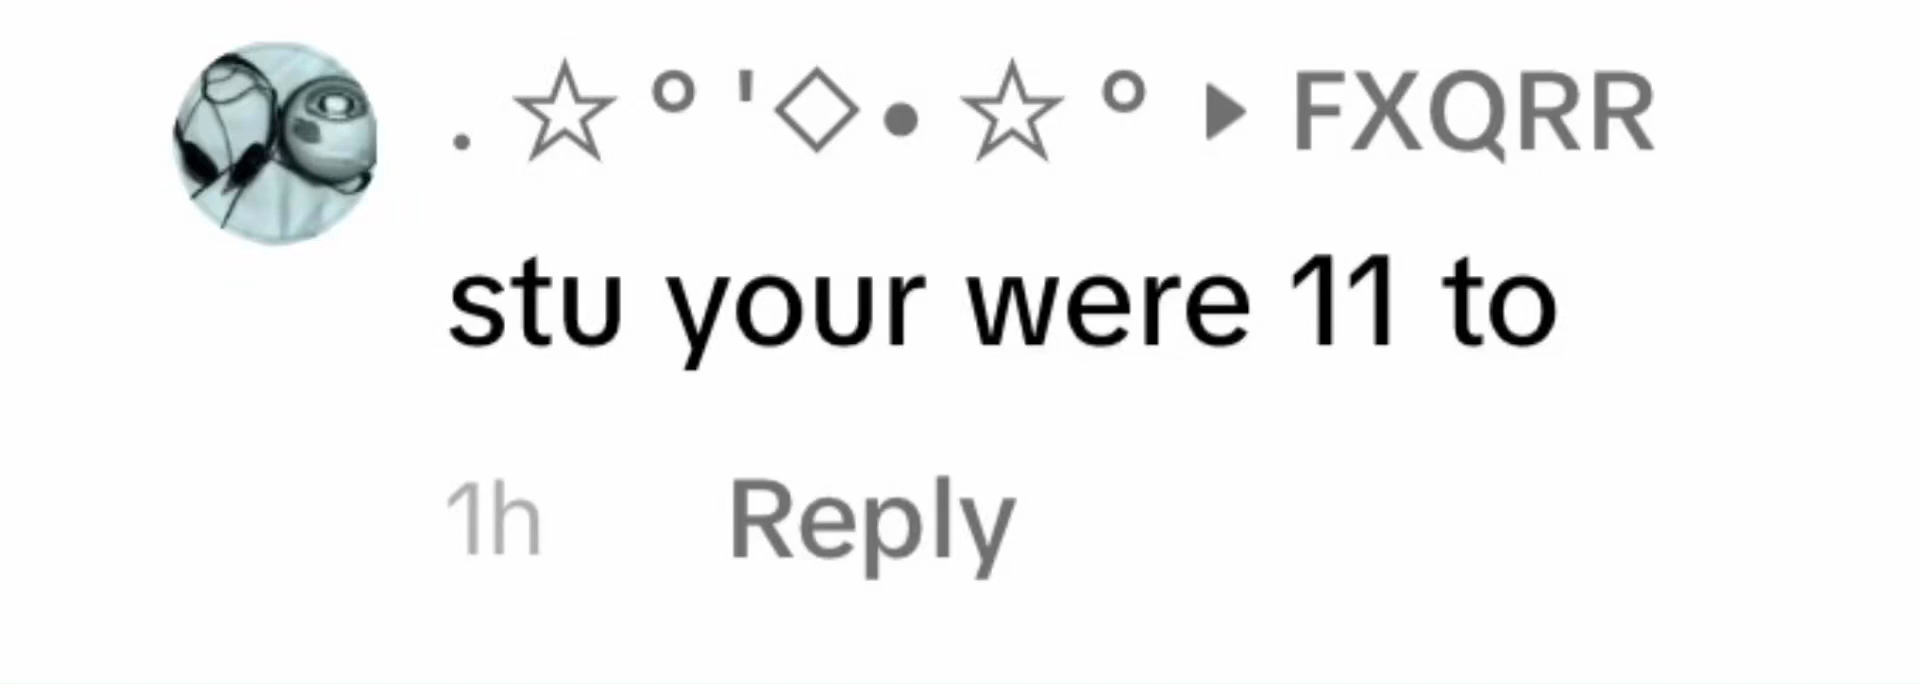 . ☆ ° '◇• ☆ ° ▶ FXQRR
stu your were 11 to
1h Reply